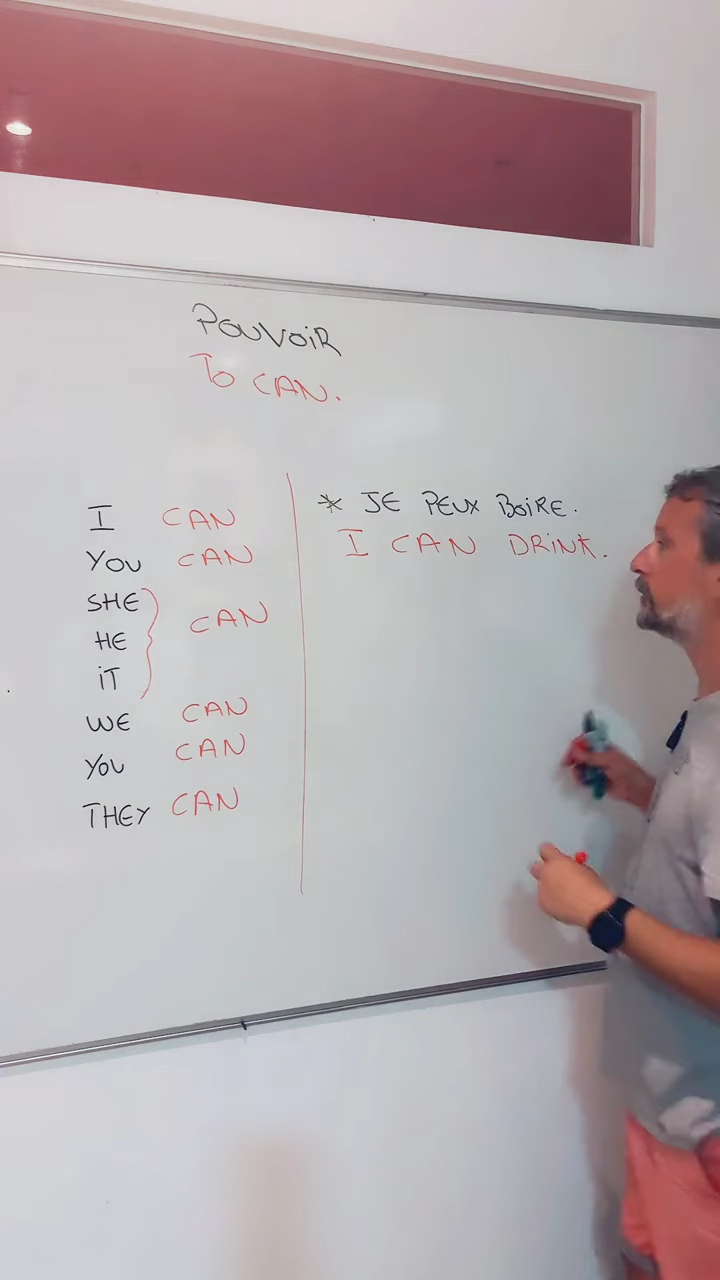 POUVOIR
TO CAN.
I CAN
YOU CAN
SHE
HE CAN
IT
WE CAN
YOU CAN
THEY CAN
* JE PEUX BOIRE.
I CAN DRINK.